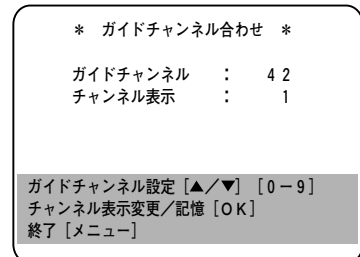 ＊ ガイドチャンネル合わせ ＊
ガイドチャンネル ： 42
チャンネル表示 ： 1
ガイドチャンネル設定［▲／▼］［0－9］
チャンネル表示変更／記憶［OK］
終了［メニュー］